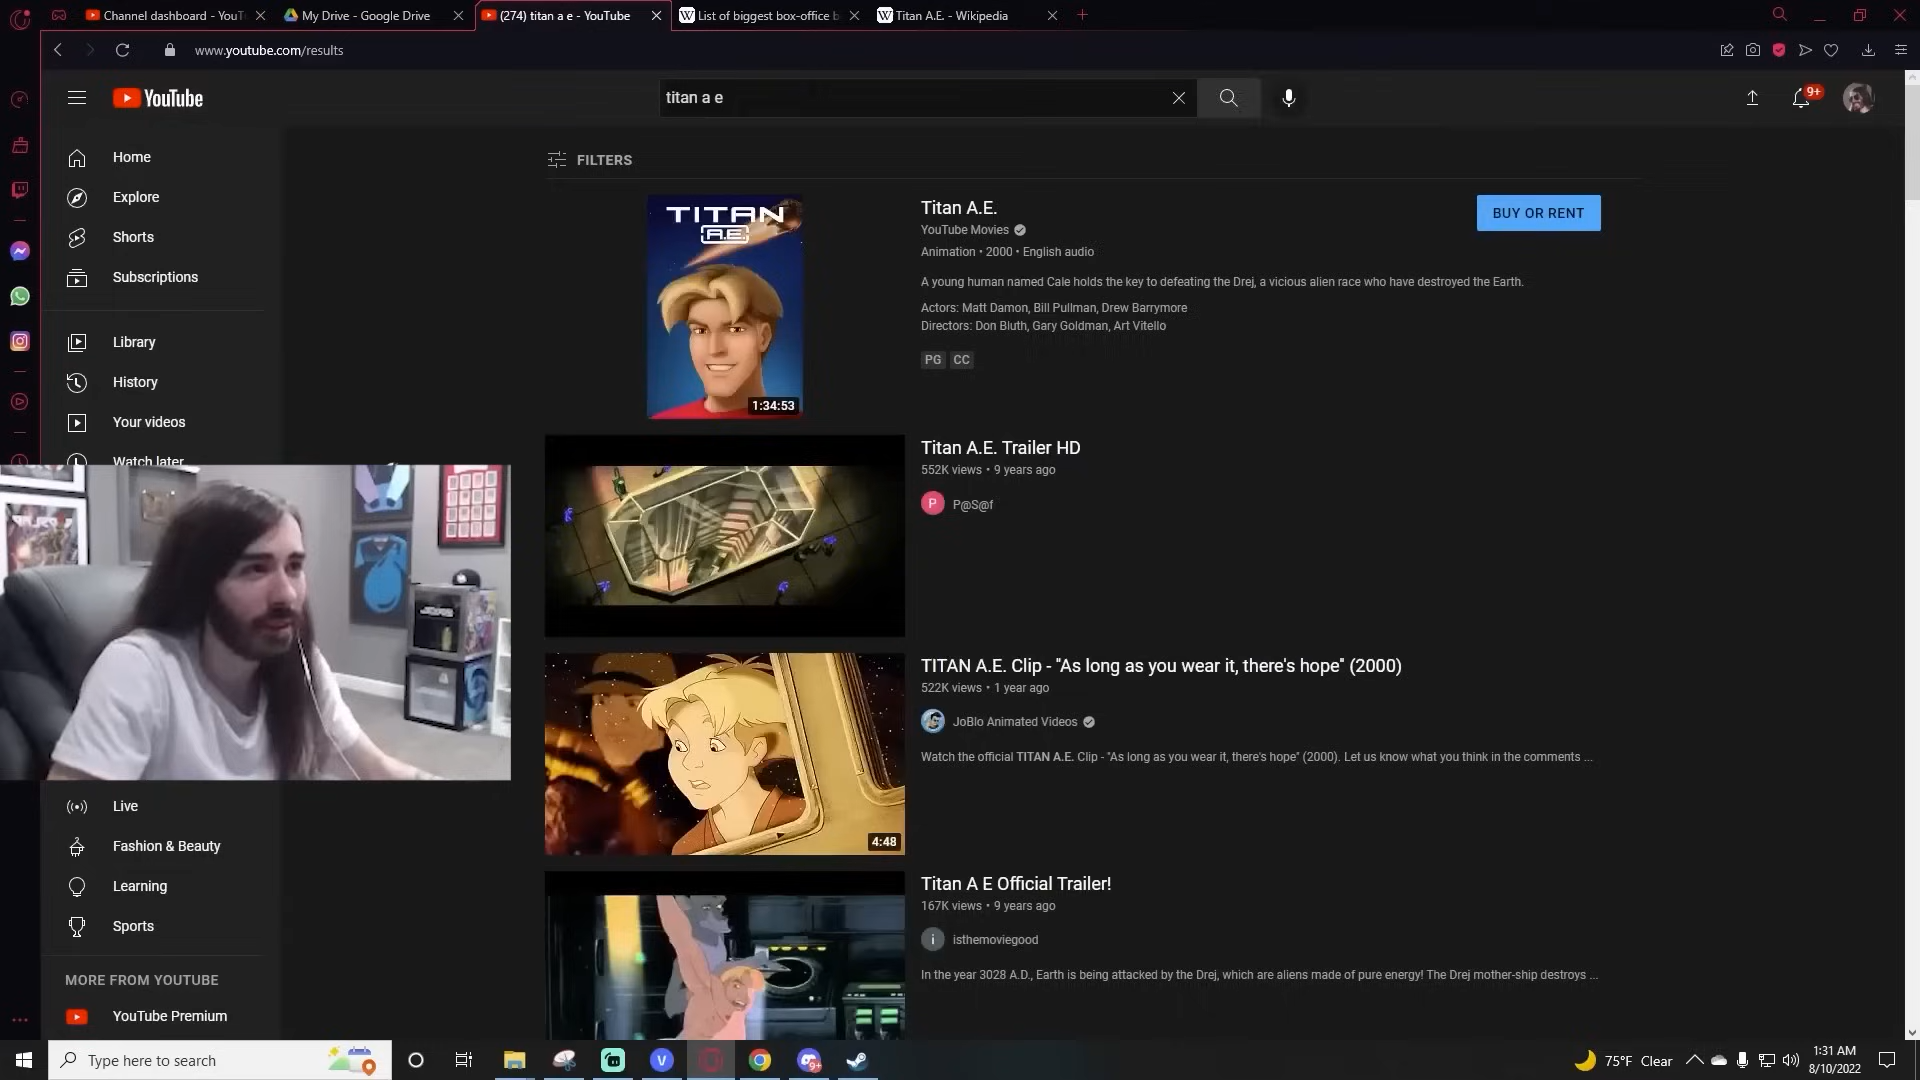 Channel dashboard - YouT
My Drive - Google Drive
(274) titan a e - YouTube
List of biggest box-office b
Titan A.E. - Wikipedia
www.youtube.com/results
YouTube
titan a e
9+
Home
Explore
Shorts
Subscriptions
Library
History
Your videos
Watch later
Live
Fashion & Beauty
Learning
Sports
MORE FROM YOUTUBE
YouTube Premium
FILTERS
TITAN
A.E.
1:34:53
Titan A.E.
YouTube Movies
Animation • 2000 • English audio
A young human named Cale holds the key to defeating the Drej, a vicious alien race who have destroyed the Earth.
Actors: Matt Damon, Bill Pullman, Drew Barrymore
Directors: Don Bluth, Gary Goldman, Art Vitello
PG CC
BUY OR RENT
Titan A.E. Trailer HD
552K views • 9 years ago
P
P@S@f
4:48
TITAN A.E. Clip - "As long as you wear it, there's hope" (2000)
522K views • 1 year ago
JoBlo Animated Videos
Watch the official TITAN A.E. Clip - "As long as you wear it, there's hope" (2000). Let us know what you think in the comments ...
Titan A E Official Trailer!
167K views • 9 years ago
i
isthemoviegood
In the year 3028 A.D., Earth is being attacked by the Drej, which are aliens made of pure energy! The Drej mother-ship destroys ...
Type here to search
V
9+
75°F Clear
1:31 AM
8/10/2022